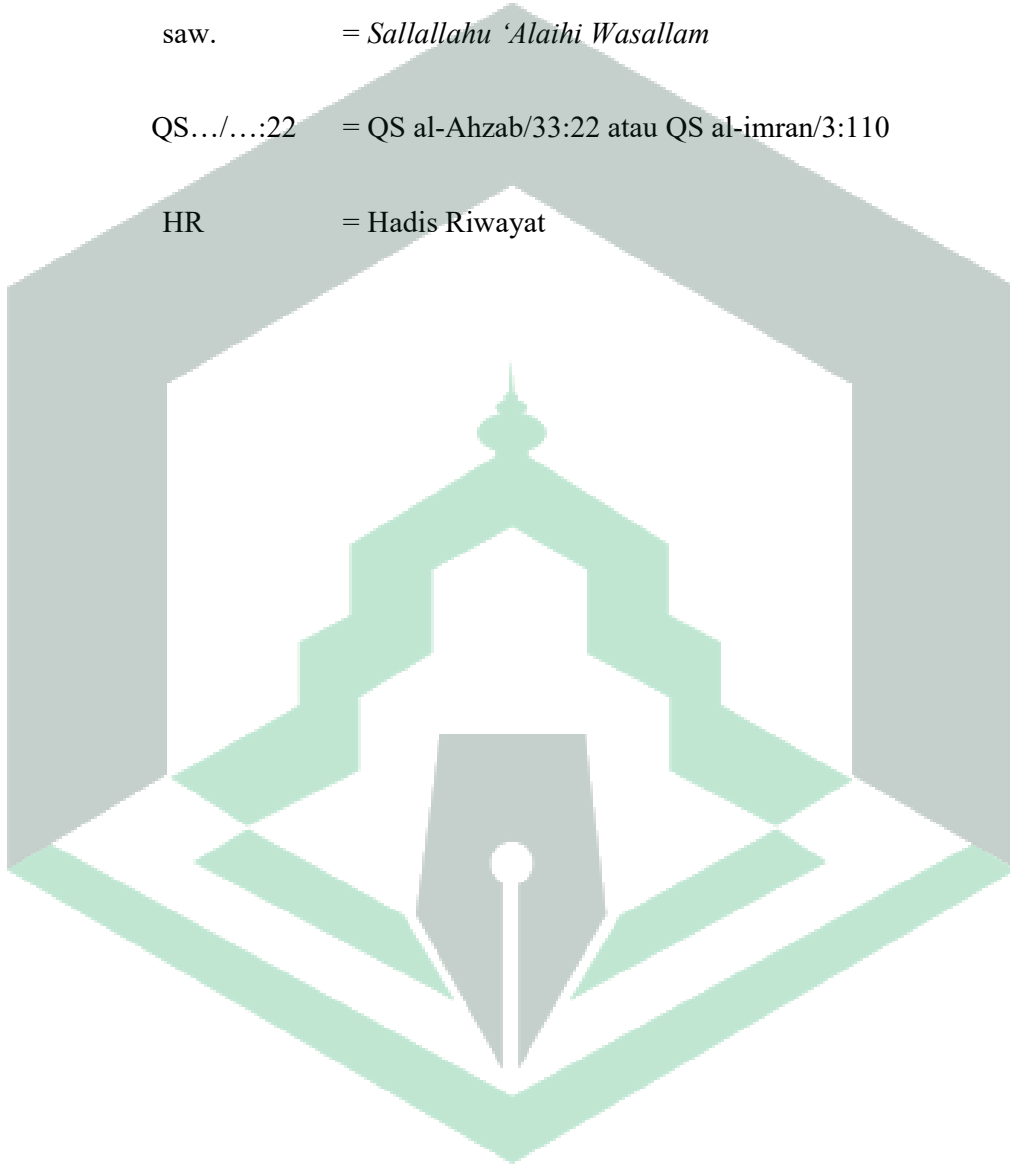 saw. = Sallallahu ‘Alaihi Wasallam
QS…/…:22 = QS al-Ahzab/33:22 atau QS al-imran/3:110
HR = Hadis Riwayat